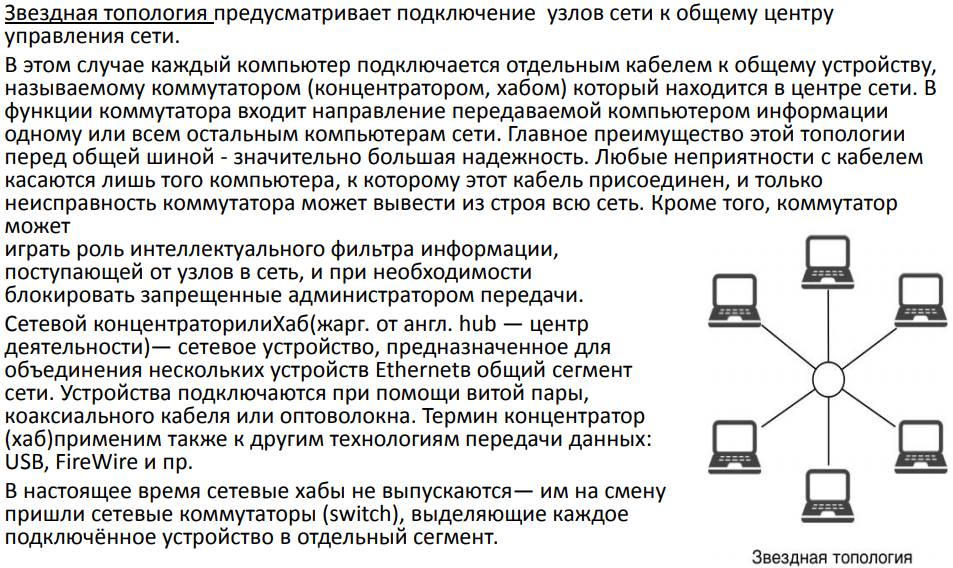 Звездная топология предусматривает подключение  узлов сети к общему центру
управления сети.
В этом случае каждый компьютер подключается отдельным кабелем к общему устройству,
называемому коммутатором (концентратором, хабом) который находится в центре сети. В
функции коммутатора входит направление передаваемой компьютером информации
одному или всем остальным компьютерам сети. Главное преимущество этой топологии
перед общей шиной - значительно большая надежность. Любые неприятности с кабелем
касаются лишь того компьютера, к которому этот кабель присоединен, и только
неисправность коммутатора может вывести из строя всю сеть. Кроме того, коммутатор
может
играть роль интеллектуального фильтра информации,
поступающей от узлов в сеть, и при необходимости
блокировать запрещенные администратором передачи.
Сетевой концентраторилиХаб(жарг. от англ. hub — центр
деятельности)— сетевое устройство, предназначенное для
объединения нескольких устройств Ethernetв общий сегмент
сети. Устройства подключаются при помощи витой пары,
коаксиального кабеля или оптоволокна. Термин концентратор
(хаб)применим также к другим технологиям передачи данных:
USB, FireWire и пр.
В настоящее время сетевые хабы не выпускаются— им на смену
пришли сетевые коммутаторы (switch), выделяющие каждое
подключённое устройство в отдельный сегмент.
Звездная топология